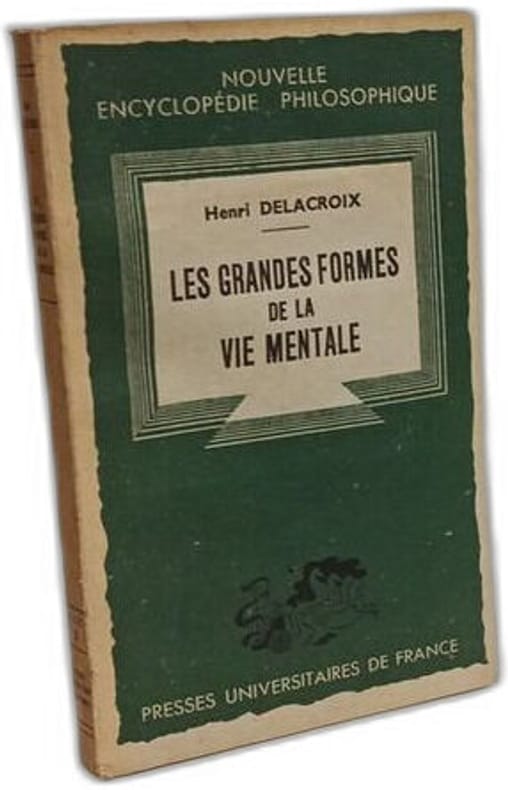 NOUVELLE
ENCYCLOPÉDIE PHILOSOPHIQUE
Henri DELACROIX
LES GRANDES FORMES
DE LA
VIE MENTALE
PRESSES UNIVERSITAIRES DE FRANCE